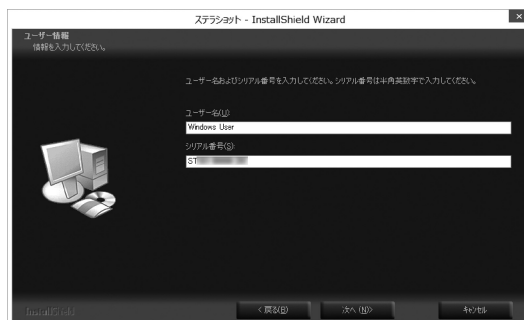 ステラショット - InstallShield Wizard
ユーザー情報
情報を入力してください。
ユーザー名およびシリアル番号を入力してください。シリアル番号は半角英数字で入力してください。
ユーザー名(U):
Windows User
シリアル番号(S):
ST
InstallShield
< 戻る(B)
次へ (N)>
キャンセル